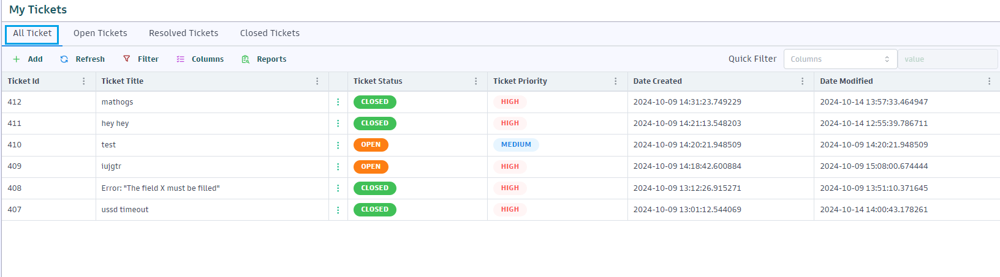 My Tickets
All Ticket Open Tickets Resolved Tickets Closed Tickets
Add Refresh Filter Columns Reports Quick Filter Columns value
Ticket Id Ticket Title Ticket Status Ticket Priority Date Created Date Modified
412 mathogs CLOSED HIGH 2024-10-09 14:31:23.749229 2024-10-14 13:57:33.464947
411 hey hey CLOSED HIGH 2024-10-09 14:21:13.548203 2024-10-14 12:55:39.786711
410 test OPEN MEDIUM 2024-10-09 14:20:21.948509 2024-10-09 14:20:21.948509
409 iujgtr OPEN HIGH 2024-10-09 14:18:42.600884 2024-10-09 15:08:00.674444
408 Error: "The field X must be filled" CLOSED HIGH 2024-10-09 13:12:26.915271 2024-10-09 13:51:10.371645
407 ussd timeout CLOSED HIGH 2024-10-09 13:01:12.544069 2024-10-14 14:00:43.178261